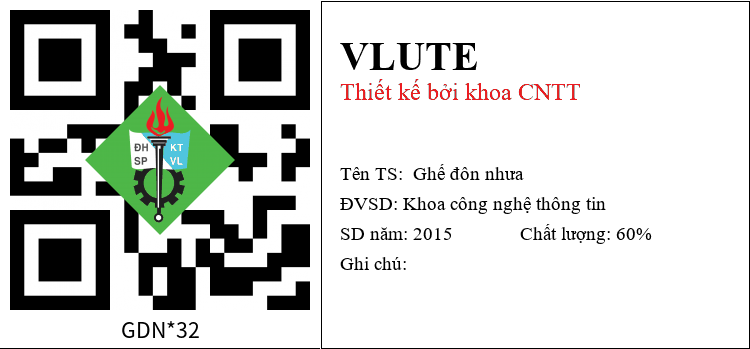 ĐH KT
SP VL
GDN*32
VLUTE
Thiết kế bởi khoa CNTT
Tên TS: Ghế đôn nhưa
ĐVSD: Khoa công nghệ thông tin
SD năm: 2015 Chất lượng: 60%
Ghi chú: